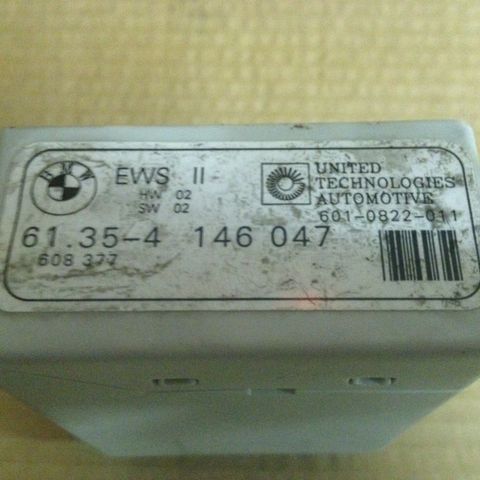 BMW
EWS II
HW 02
SW 02
UNITED
TECHNOLOGIES
AUTOMOTIVE
601-0822-011
61.35-4 146 047
608 377